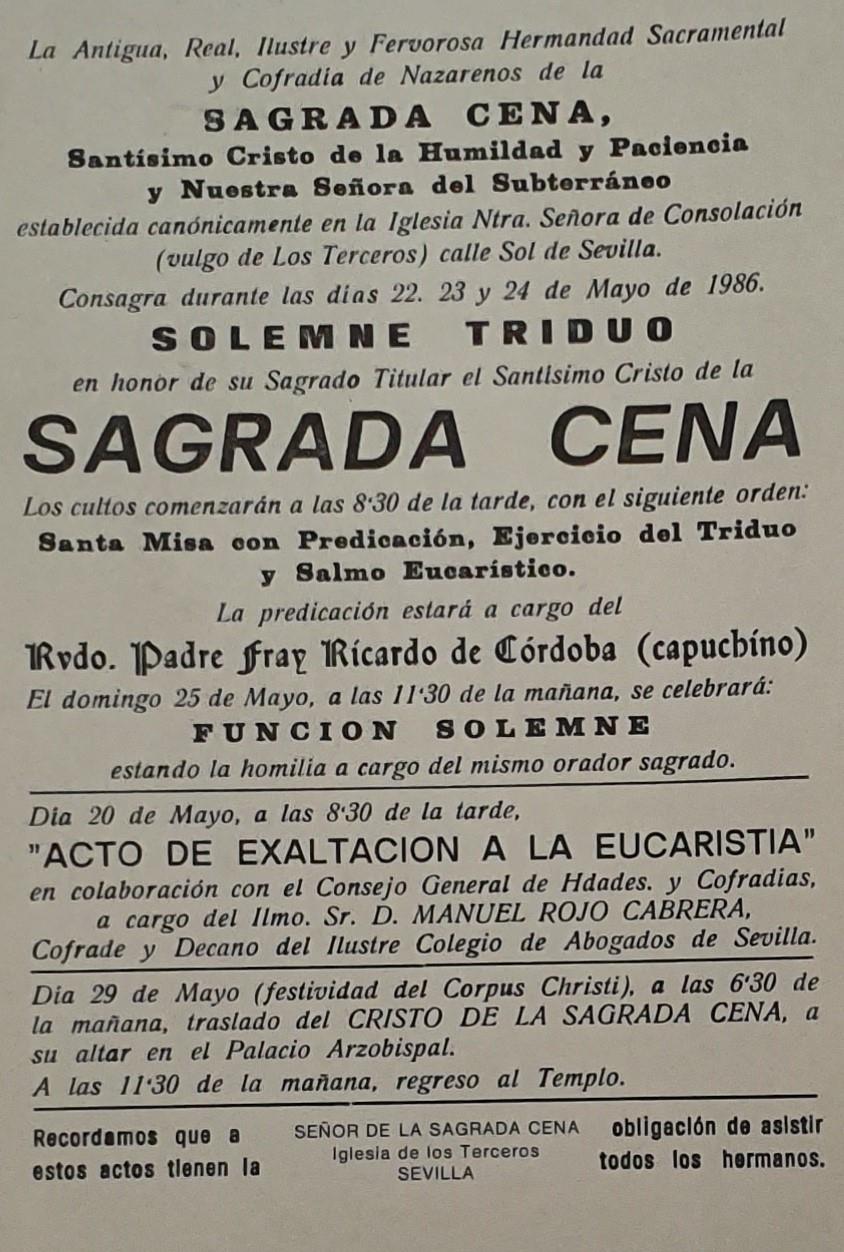 La Antigua, Real, Ilustre y Fervorosa Hermandad Sacramental
y Cofradía de Nazarenos de la
SAGRADA CENA,
Santísimo Cristo de la Humildad y Paciencia
y Nuestra Señora del Subterráneo
establecida canónicamente en la Iglesia Ntra. Señora de Consolación
(vulgo de Los Terceros) calle Sol de Sevilla.
Consagra durante las días 22. 23 y 24 de Mayo de 1986.
SOLEMNE TRIDUO
en honor de su Sagrado Titular el Santísimo Cristo de la
SAGRADA CENA
Los cultos comenzarán a las 8'30 de la tarde, con el siguiente orden:
Santa Misa con Predicación, Ejercicio del Triduo
y Salmo Eucarístico.
La predicación estará a cargo del
Rvdo. Padre Fray Ricardo de Córdoba (capuchino)
El domingo 25 de Mayo, a las 11'30 de la mañana, se celebrará:
FUNCION SOLEMNE
estando la homilía a cargo del mismo orador sagrado.
Día 20 de Mayo, a las 8'30 de la tarde,
"ACTO DE EXALTACION A LA EUCARISTIA"
en colaboración con el Consejo General de Hdades. y Cofradías,
a cargo del Ilmo. Sr. D. MANUEL ROJO CABRERA,
Cofrade y Decano del Ilustre Colegio de Abogados de Sevilla.
Día 29 de Mayo (festividad del Corpus Christi), a las 6'30 de
la mañana, traslado del CRISTO DE LA SAGRADA CENA, a
su altar en el Palacio Arzobispal.
A las 11'30 de la mañana, regreso al Templo.
Recordamos que a
estos actos tienen la
SEÑOR DE LA SAGRADA CENA
Iglesia de los Terceros
SEVILLA
obligación de asistir
todos los hermanos.